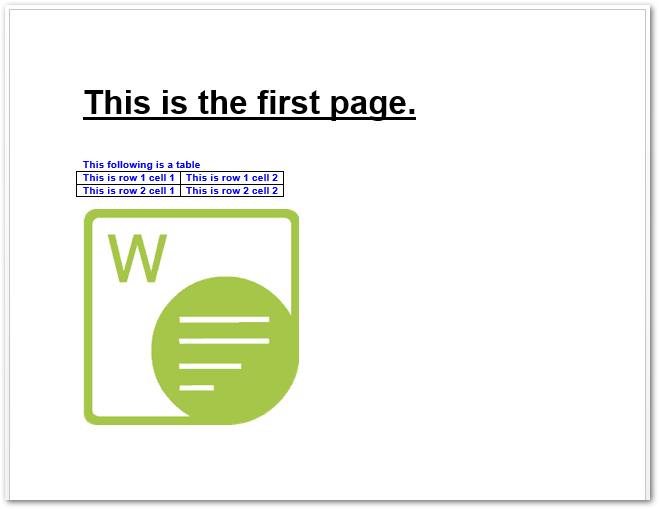 This is the first page.
This following is a table
This is row 1 cell 1 This is row 1 cell 2
This is row 2 cell 1 This is row 2 cell 2
W